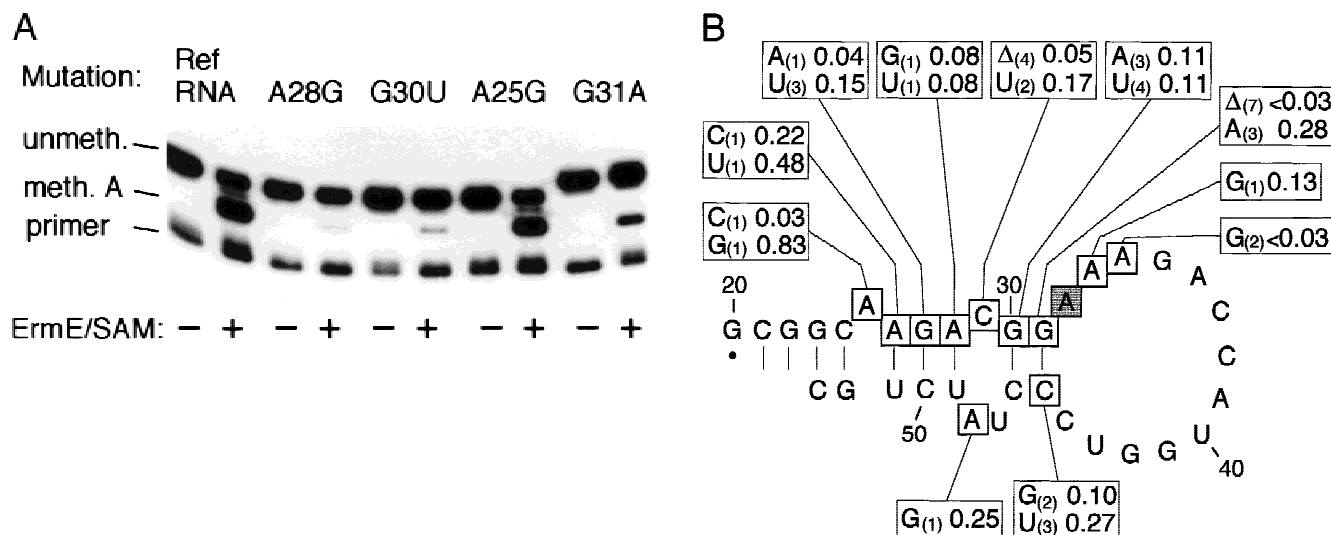 A
Mutation:
Ref
RNA A28G G30U A25G G31A
unmeth.
meth. A
primer
ErmE/SAM: − + − + − + − + − +
B
A(1) 0.04
U(3) 0.15
G(1) 0.08
U(1) 0.08
Δ(4) 0.05
U(2) 0.17
A(3) 0.11
U(4) 0.11
Δ(7) <0.03
A(3) 0.28
C(1) 0.22
U(1) 0.48
G(1) 0.13
C(1) 0.03
G(1) 0.83
G(2) <0.03
20 30
G C G G C A A G A C G G A A A G A C C A U
40
C G U C U A U C C C U G G
50
G(1) 0.25
G(2) 0.10
U(3) 0.27